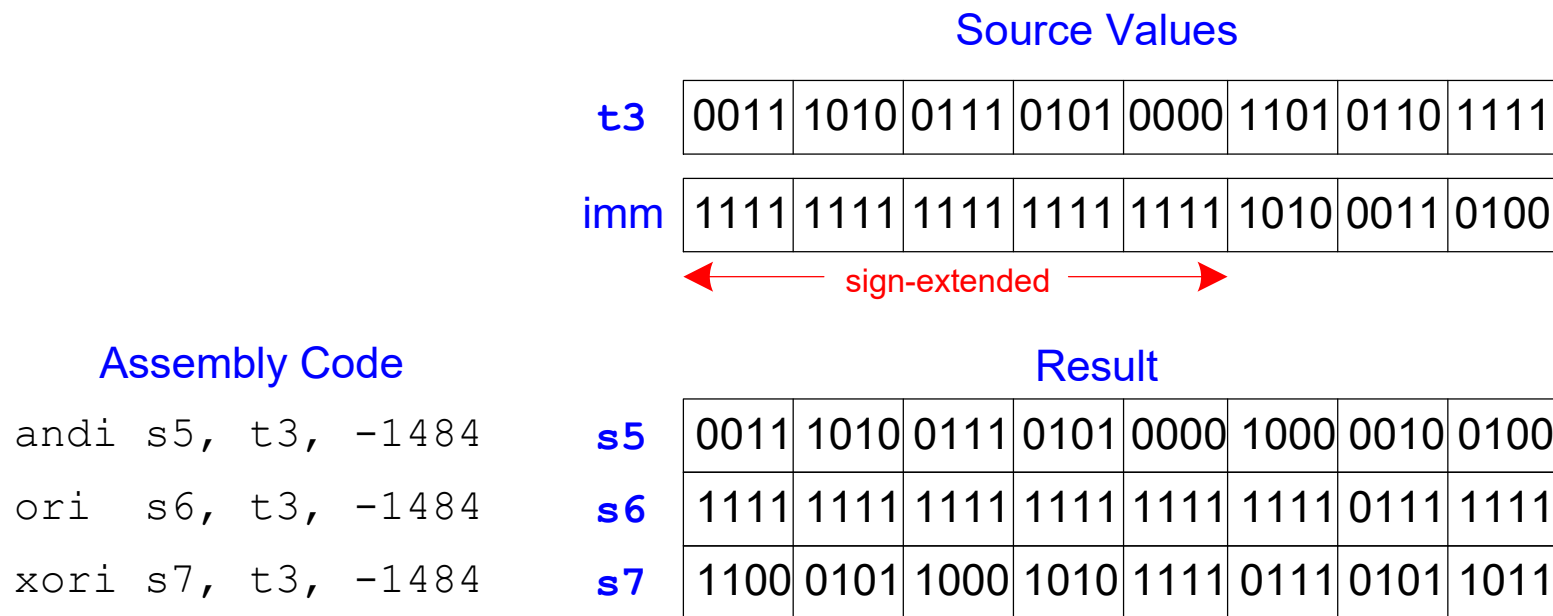 Source Values
t3 0011 1010 0111 0101 0000 1101 0110 1111
imm 1111 1111 1111 1111 1111 1010 0011 0100
sign-extended
Assembly Code
Result
andi s5, t3, -1484 s5 0011 1010 0111 0101 0000 1000 0010 0100
ori s6, t3, -1484 s6 1111 1111 1111 1111 1111 1111 0111 1111
xori s7, t3, -1484 s7 1100 0101 1000 1010 1111 0111 0101 1011